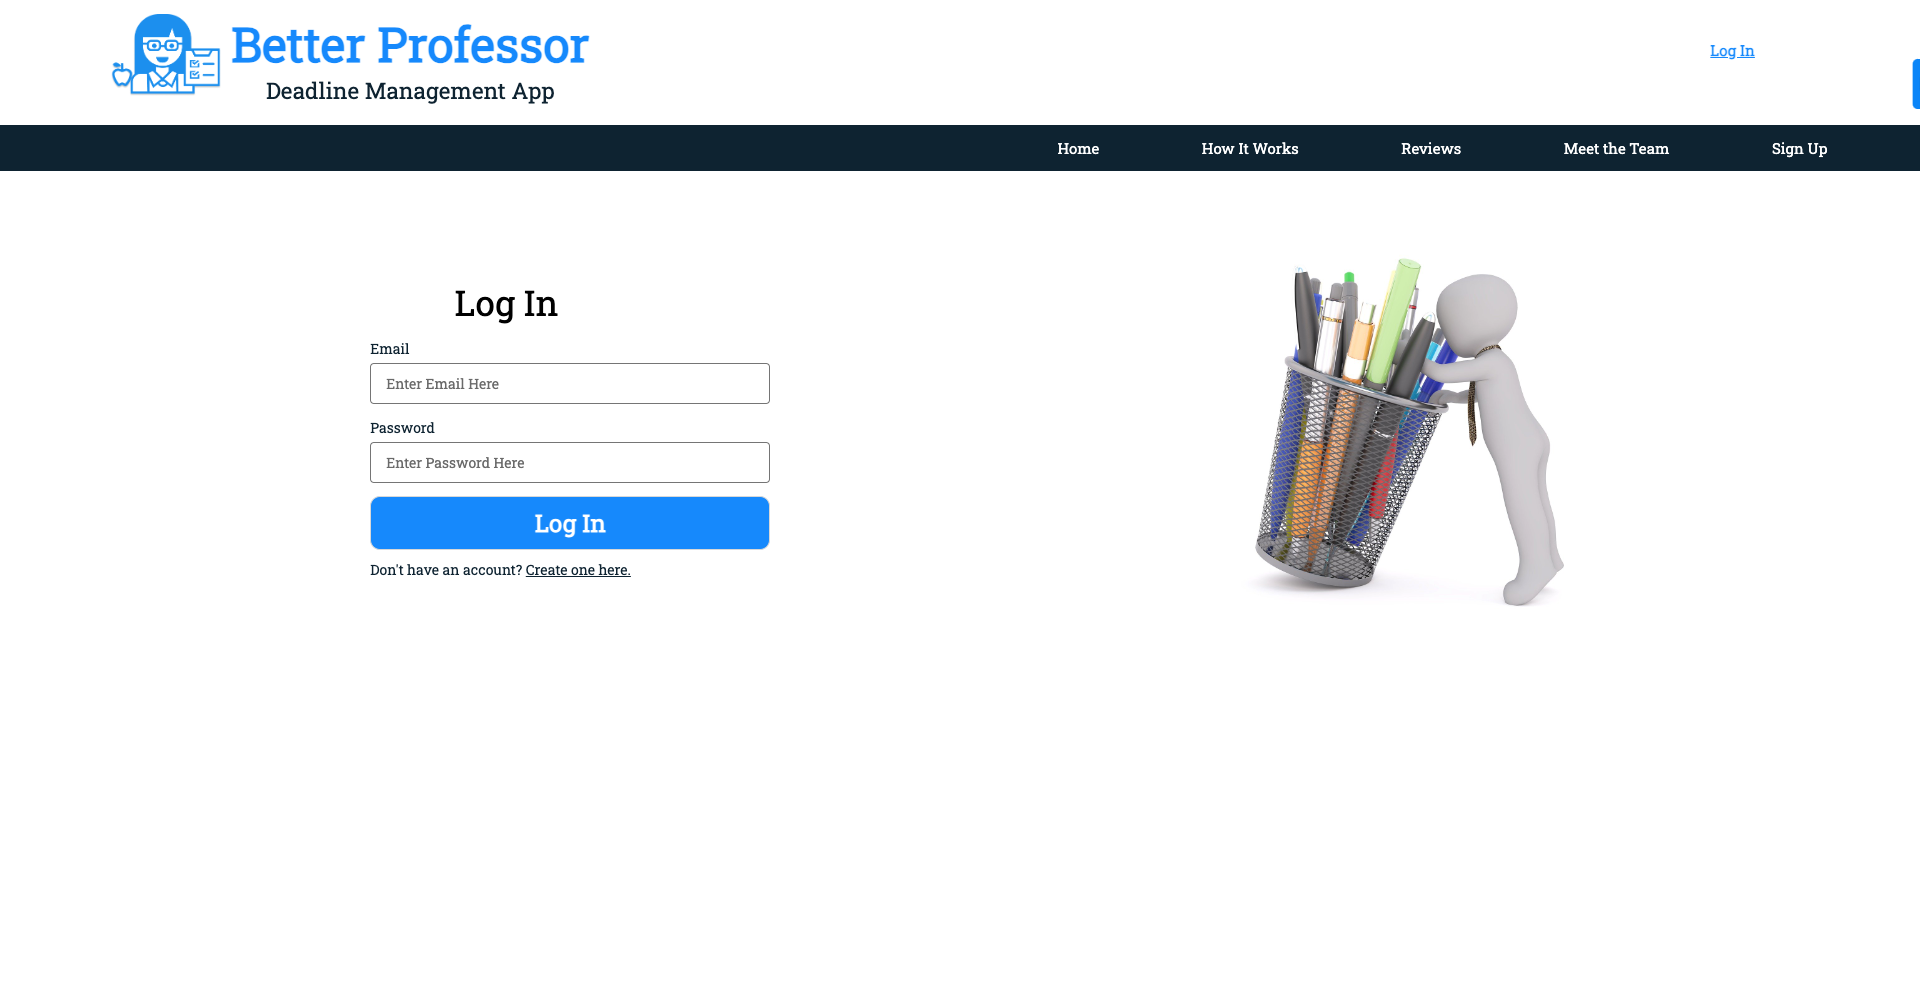 Better Professor
Deadline Management App
Log In
Home
How It Works
Reviews
Meet the Team
Sign Up
Log In
Email
Enter Email Here
Password
Enter Password Here
Log In
Don't have an account? Create one here.